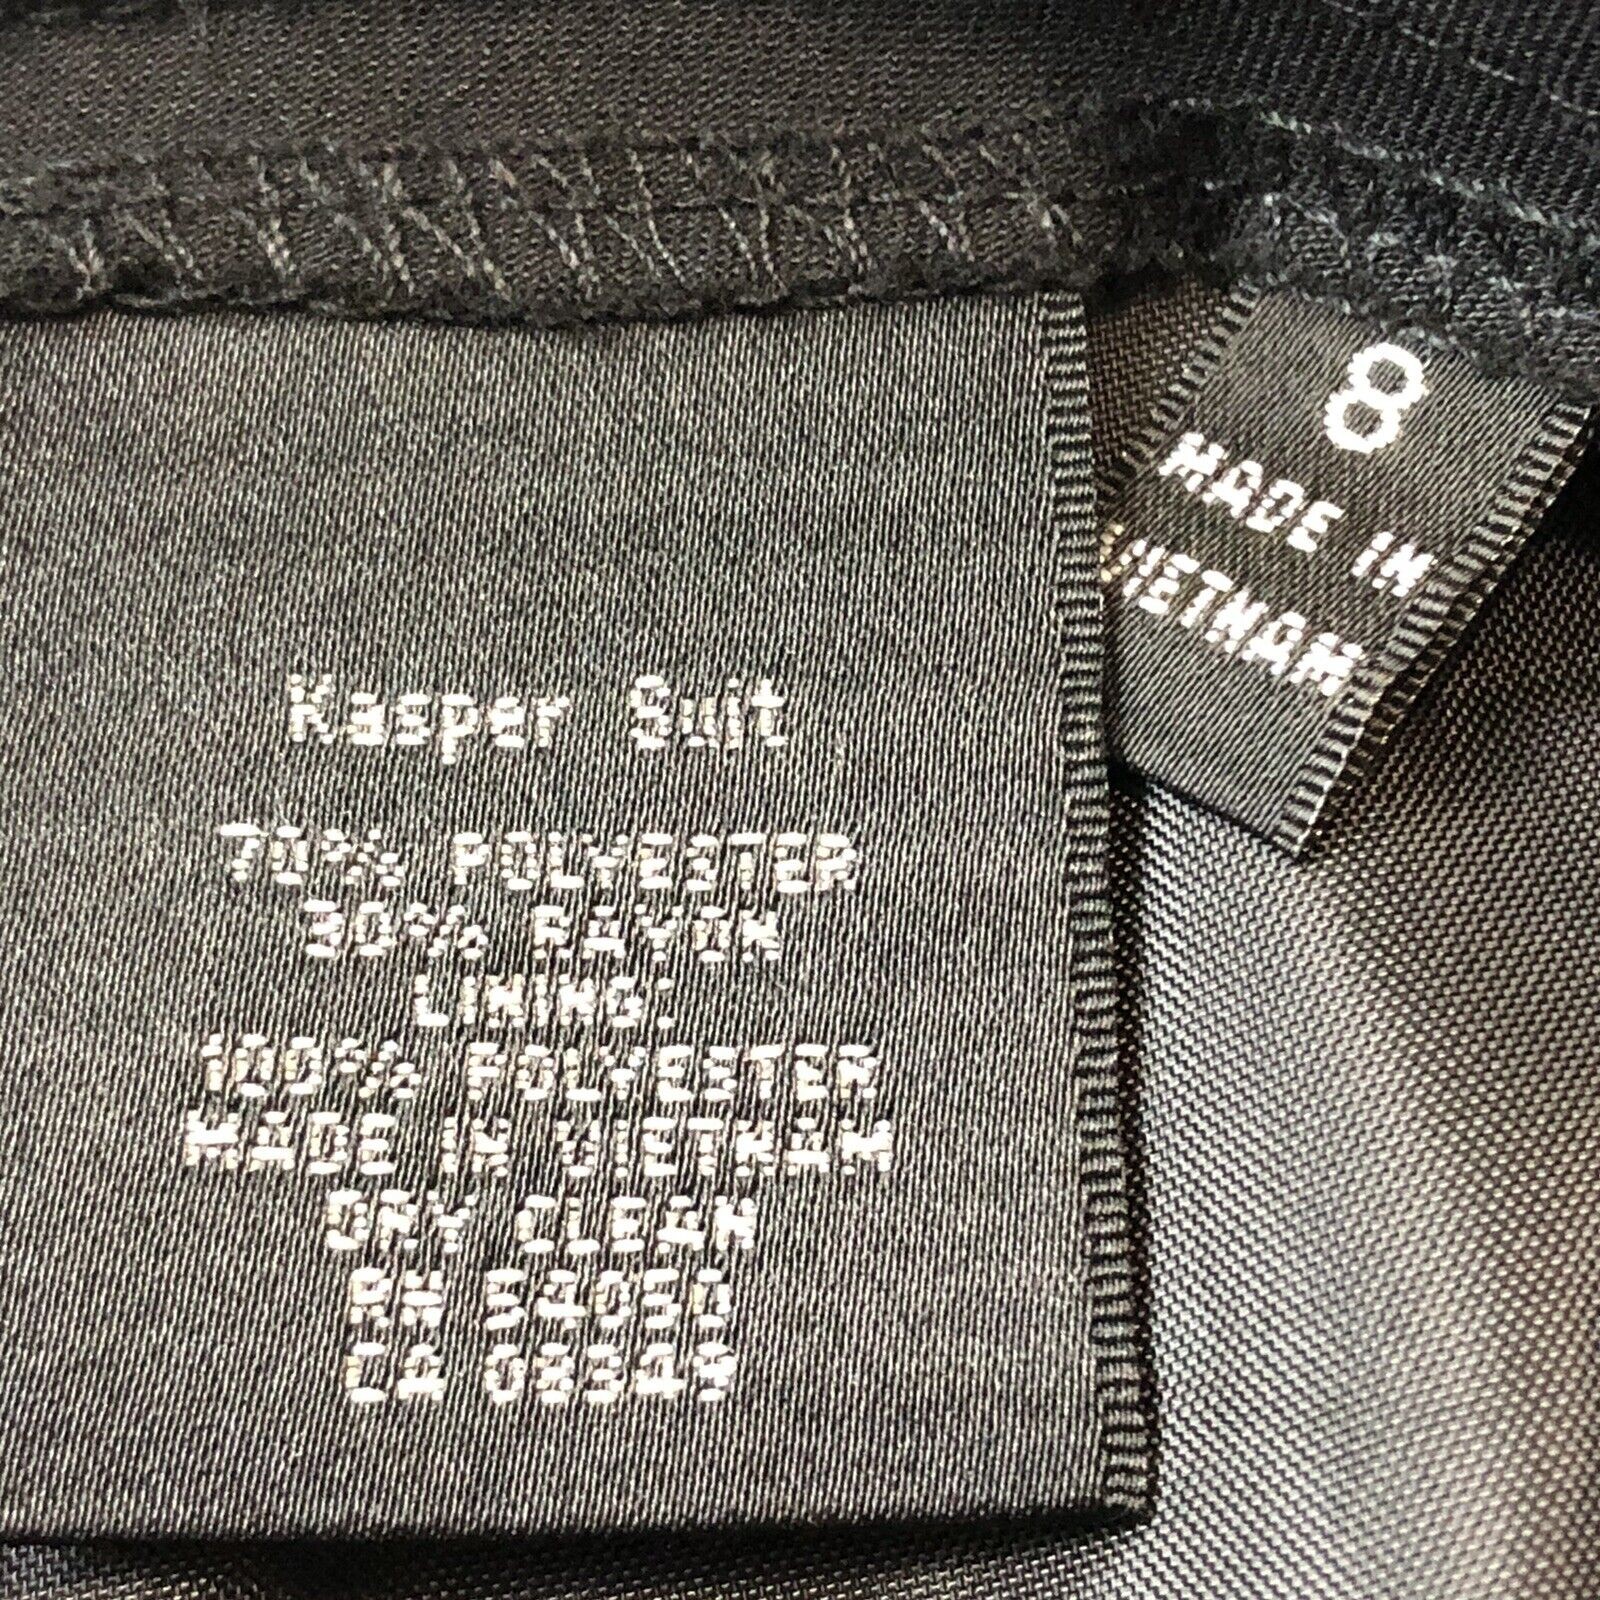 Kasper Suit
70% POLYESTER
30% RAYON
LINING:
100% POLYESTER
MADE IN VIETNAM
DRY CLEAN
RN 54050
CA 08348
8
MADE IN
VIETNAM